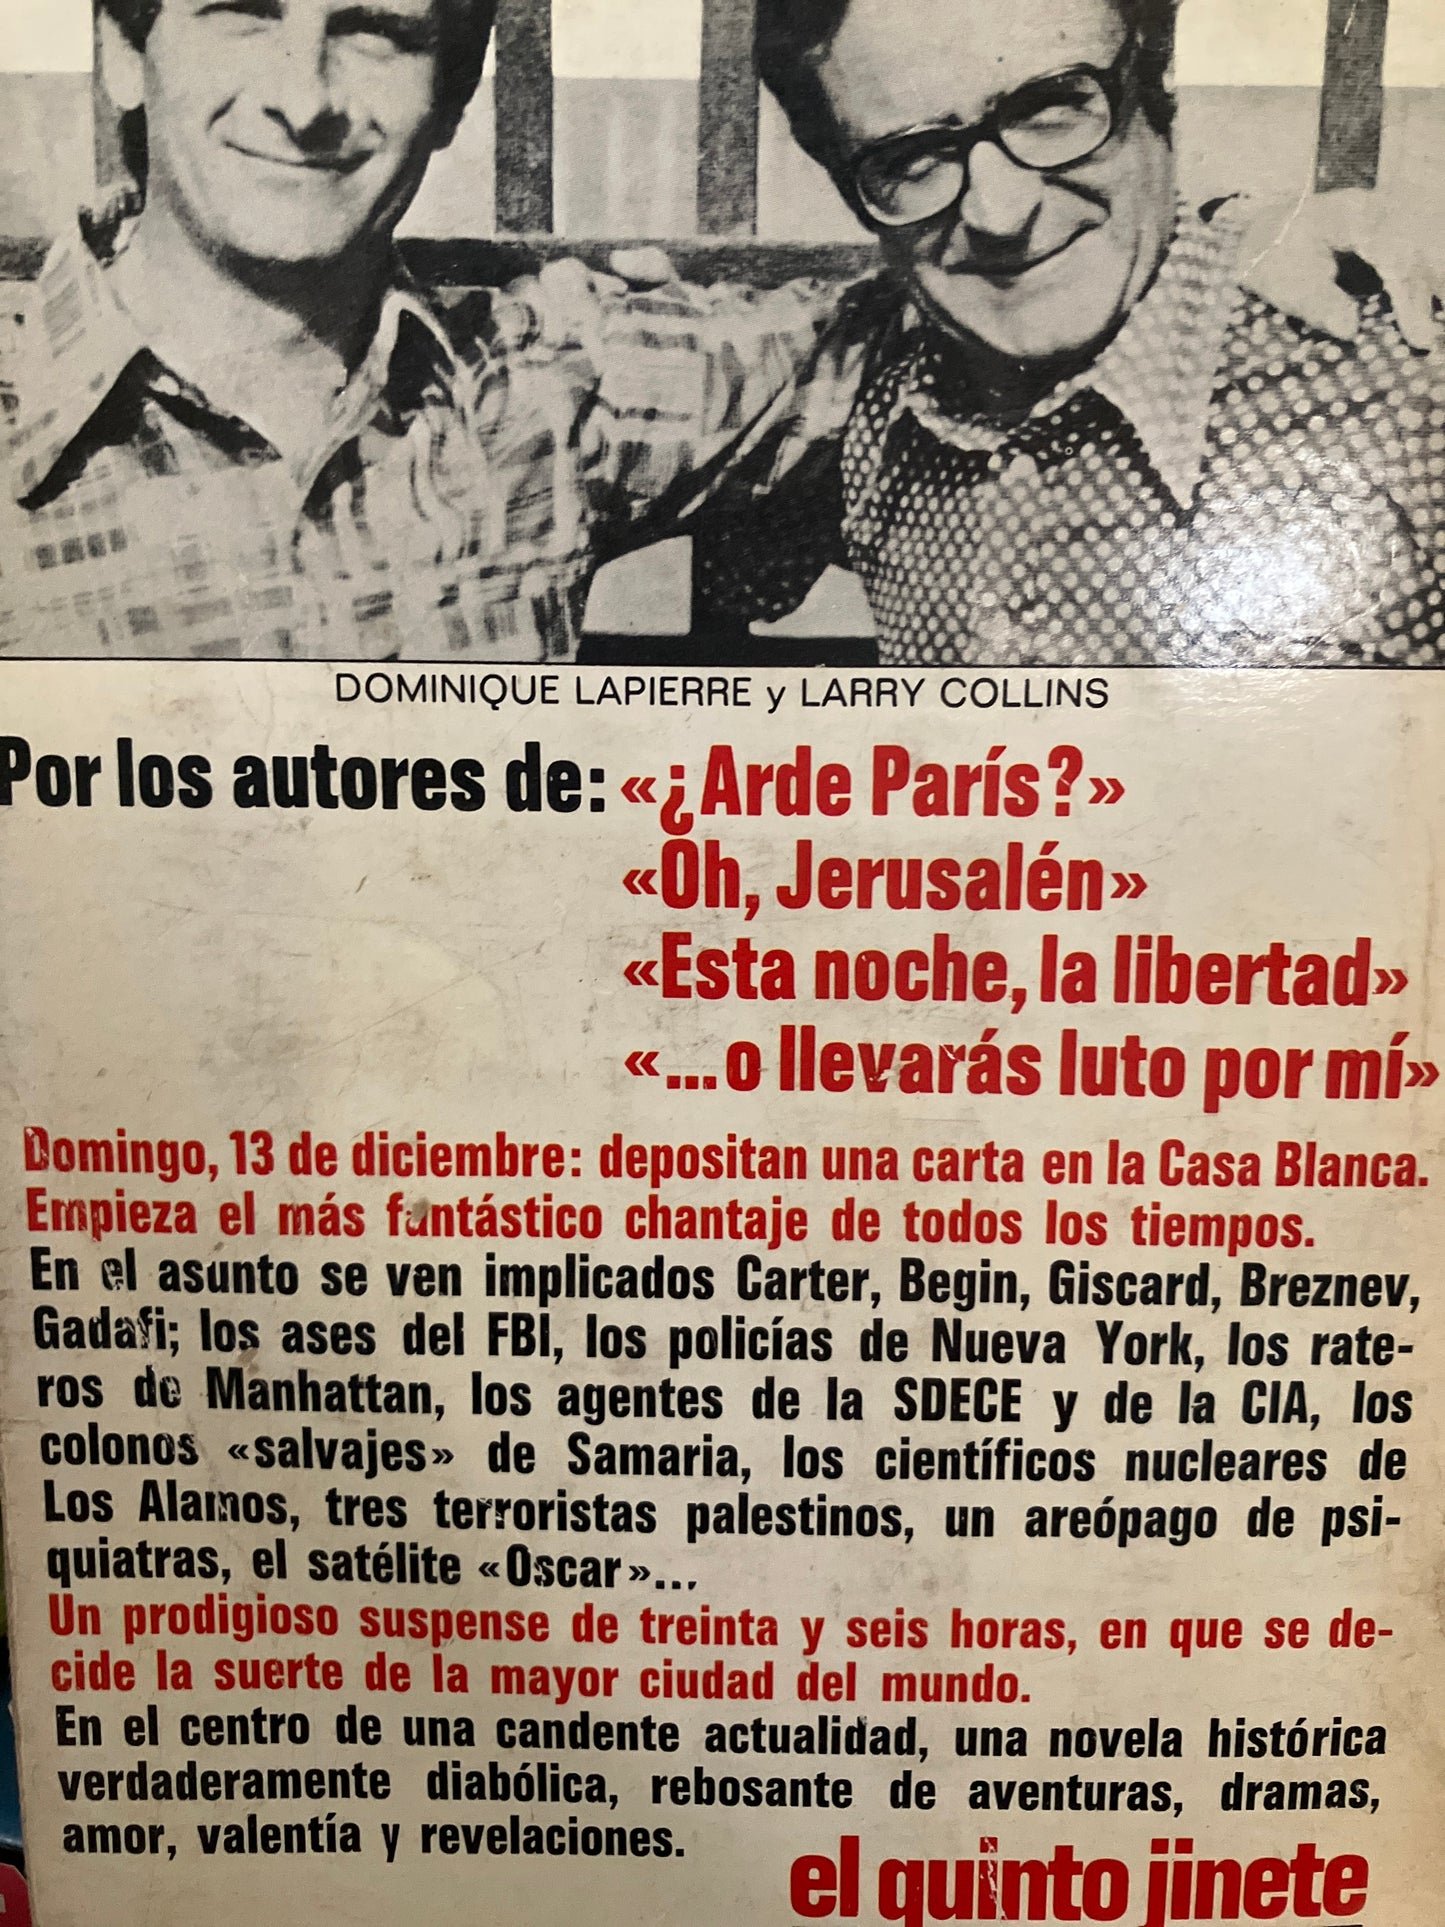 DOMINIQUE LAPIERRE y LARRY COLLINS
Por los autores de: «¿Arde París?»
«Oh, Jerusalén»
«Esta noche, la libertad»
«...o llevarás luto por mí»
Domingo, 13 de diciembre: depositan una carta en la Casa Blanca.
Empieza el más fantástico chantaje de todos los tiempos.
En el asunto se ven implicados Carter, Begin, Giscard, Breznev,
Gadafi; los ases del FBI, los policías de Nueva York, los rate-
ros de Manhattan, los agentes de la SDECE y de la CIA, los
colonos «salvajes» de Samaria, los científicos nucleares de
Los Alamos, tres terroristas palestinos, un areópago de psi-
quiatras, el satélite «Oscar»...
Un prodigioso suspense de treinta y seis horas, en que se de-
cide la suerte de la mayor ciudad del mundo.
En el centro de una candente actualidad, una novela histórica
verdaderamente diabólica, rebosante de aventuras, dramas,
amor, valentía y revelaciones.
el quinto jinete